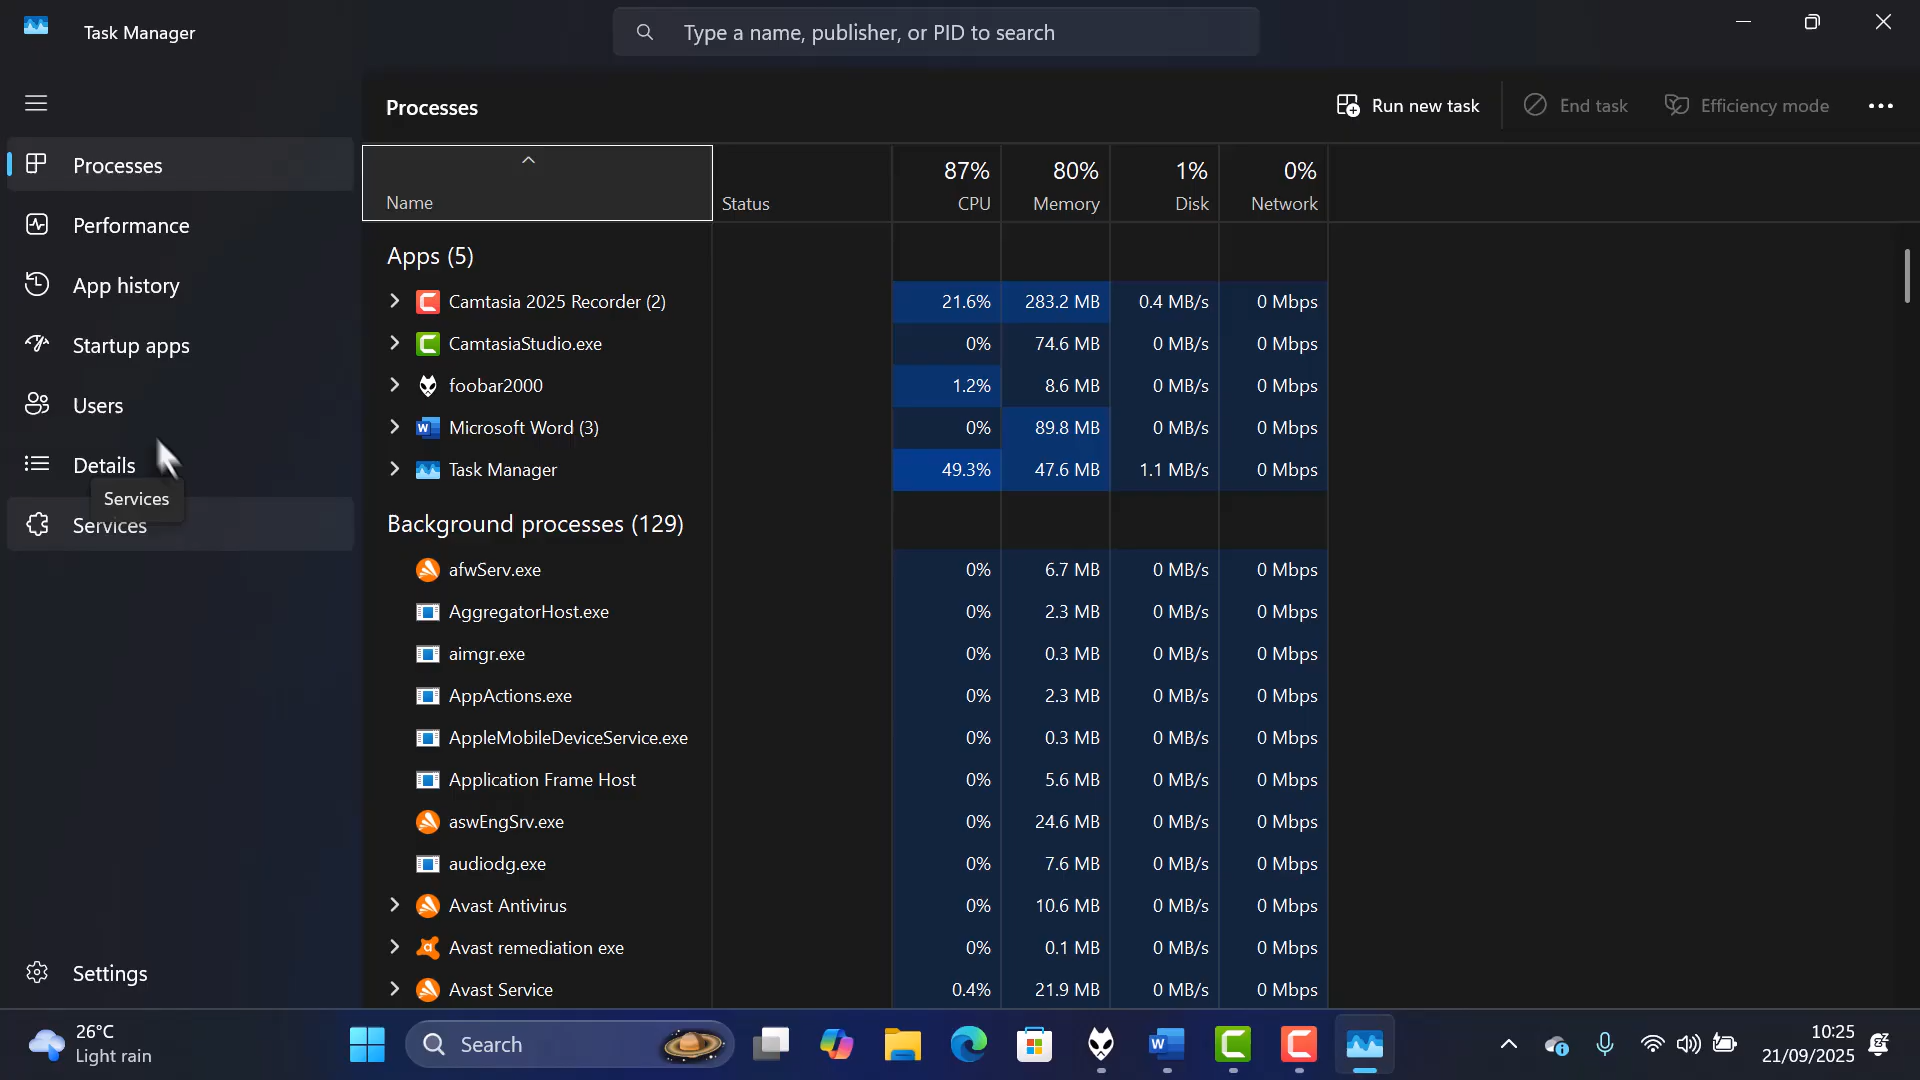 Task Manager
Type a name, publisher, or PID to search
Processes
Performance
App history
Startup apps
Users
Details
Services
Services
Settings
Processes
Run new task
End task
Efficiency mode
Name
Status
87% CPU
80% Memory
1% Disk
0% Network
Apps (5)
Camtasia 2025 Recorder (2) 21.6% 283.2 MB 0.4 MB/s 0 Mbps
CamtasiaStudio.exe 0% 74.6 MB 0 MB/s 0 Mbps
foobar2000 1.2% 8.6 MB 0 MB/s 0 Mbps
Microsoft Word (3) 0% 89.8 MB 0 MB/s 0 Mbps
Task Manager 49.3% 47.6 MB 1.1 MB/s 0 Mbps
Background processes (129)
afwServ.exe 0% 6.7 MB 0 MB/s 0 Mbps
AggregatorHost.exe 0% 2.3 MB 0 MB/s 0 Mbps
aimgr.exe 0% 0.3 MB 0 MB/s 0 Mbps
AppActions.exe 0% 2.3 MB 0 MB/s 0 Mbps
AppleMobileDeviceService.exe 0% 0.3 MB 0 MB/s 0 Mbps
Application Frame Host 0% 5.6 MB 0 MB/s 0 Mbps
aswEngSrv.exe 0% 24.6 MB 0 MB/s 0 Mbps
audiodg.exe 0% 7.6 MB 0 MB/s 0 Mbps
Avast Antivirus 0% 10.6 MB 0 MB/s 0 Mbps
Avast remediation exe 0% 0.1 MB 0 MB/s 0 Mbps
Avast Service 0.4% 21.9 MB 0 MB/s 0 Mbps
26°C
Light rain
Search
10:25
21/09/2025